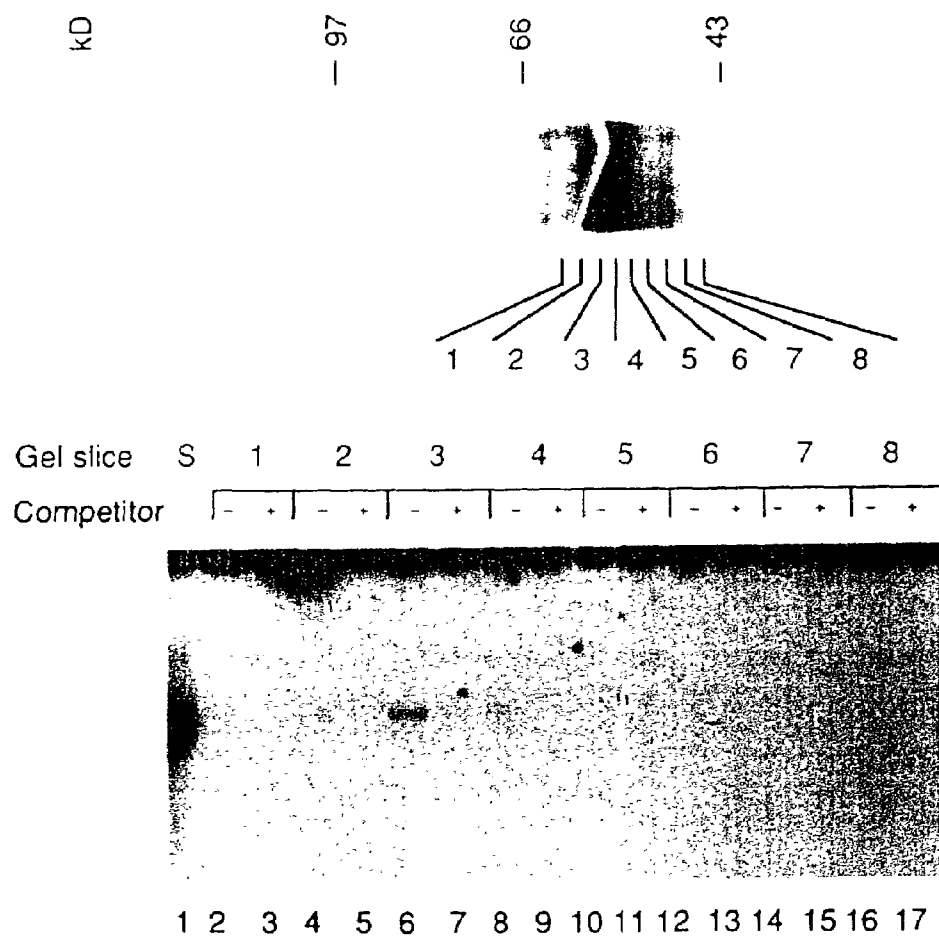 kD
— 97
— 66
— 43
1 2 3 4 5 6 7 8
Gel slice S 1 2 3 4 5 6 7 8
Competitor - + - + - + - + - + - + - + - +
1 2 3 4 5 6 7 8 9 10 11 12 13 14 15 16 17